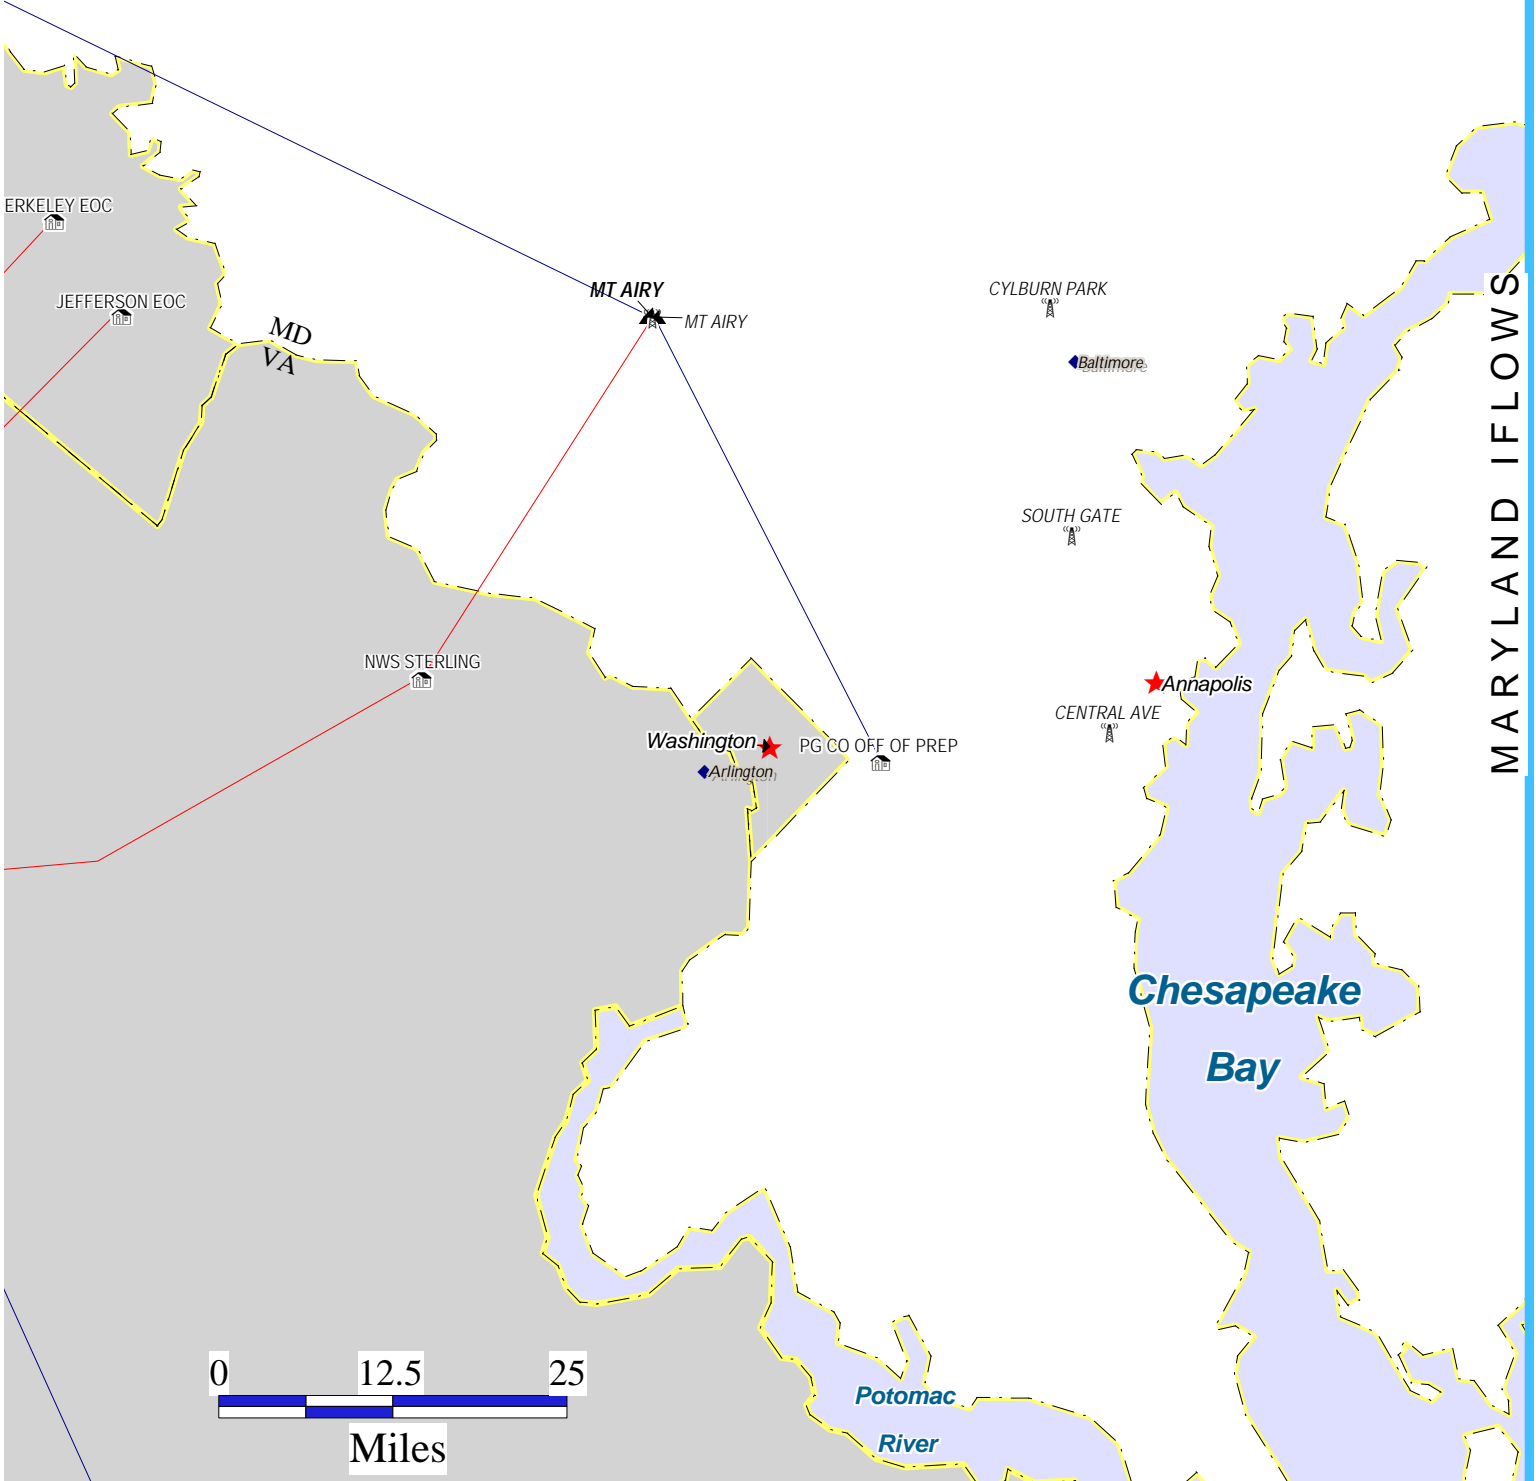 ERKELEY EOC
JEFFERSON EOC
MD
VA
MT AIRY
MT AIRY
CYLBURN PARK
Baltimore
MARYLAND IFLOWS
SOUTH GATE
NWS STERLING
Annapolis
CENTRAL AVE
Washington
PG CO OFF OF PREP
Arlington
Chesapeake
Bay
0 12.5 25
Miles
Potomac
River